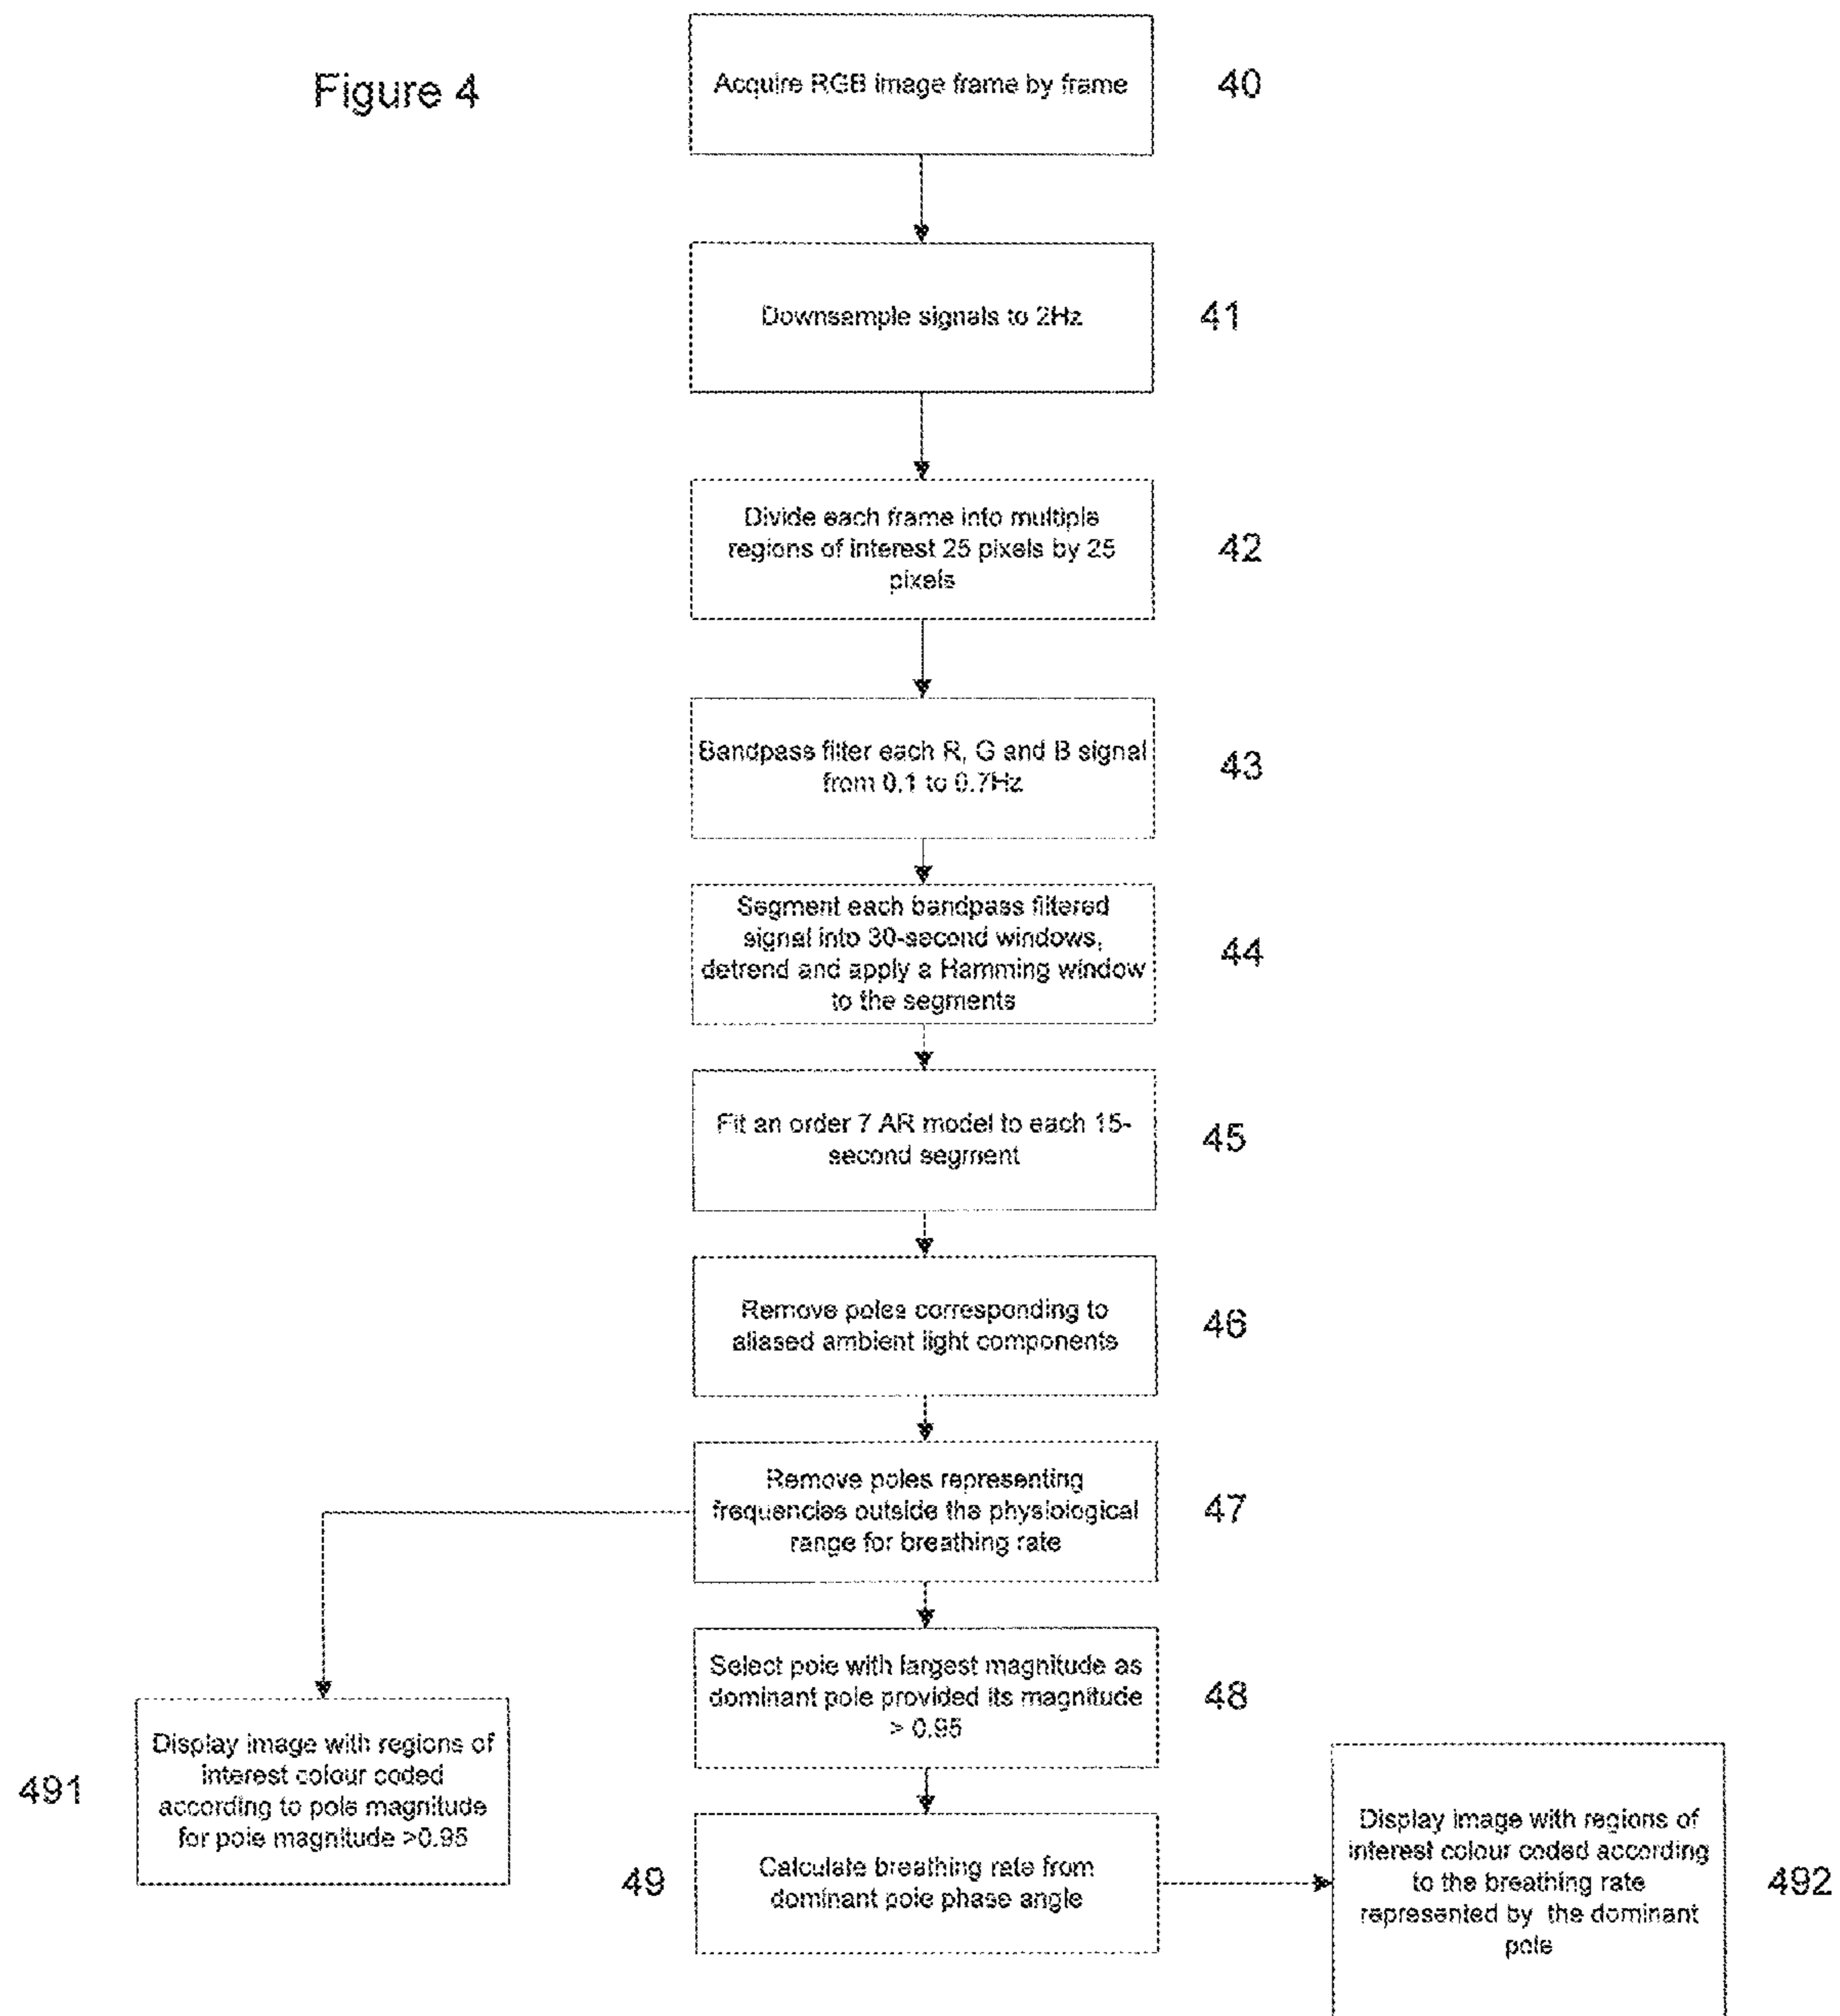 Figure 4
Acquire RGB image frame by frame
40
Downsample signals to 2Hz
41
Divide each frame into multiple
regions of interest 25 pixels by 25
pixels
42
Bandpass filter each R, G and B signal
from 0.1 to 0.7Hz
43
Segment each bandpass filtered
signal into 30-second windows,
detrend and apply a Hamming window
to the segments
44
Fit an order 7 AR model to each 15-
second segment
45
Remove poles corresponding to
aliased ambient light components
46
Remove poles representing
frequencies outside the physiological
range for breathing rate
47
Select pole with largest magnitude as
dominant pole provided its magnitude
> 0.95
48
491
Display image with regions of
interest colour coded
according to pole magnitude
for pole magnitude >0.95
49
Calculate breathing rate from
dominant pole phase angle
Display image with regions of
interest colour coded according
to the breathing rate
represented by the dominant
pole
492